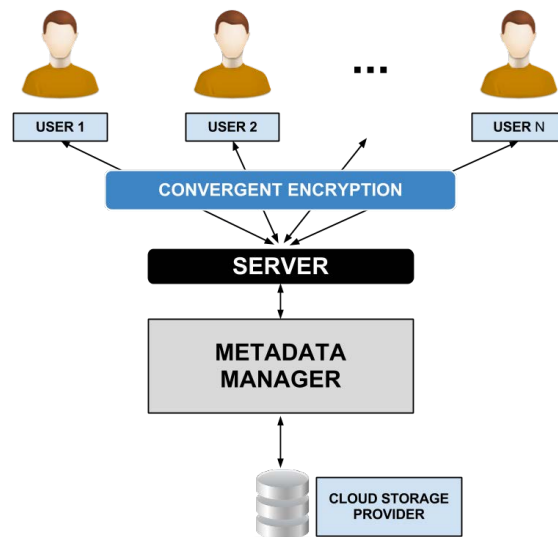 USER 1
USER 2
...
USER N
CONVERGENT ENCRYPTION
SERVER
METADATA
MANAGER
CLOUD STORAGE
PROVIDER